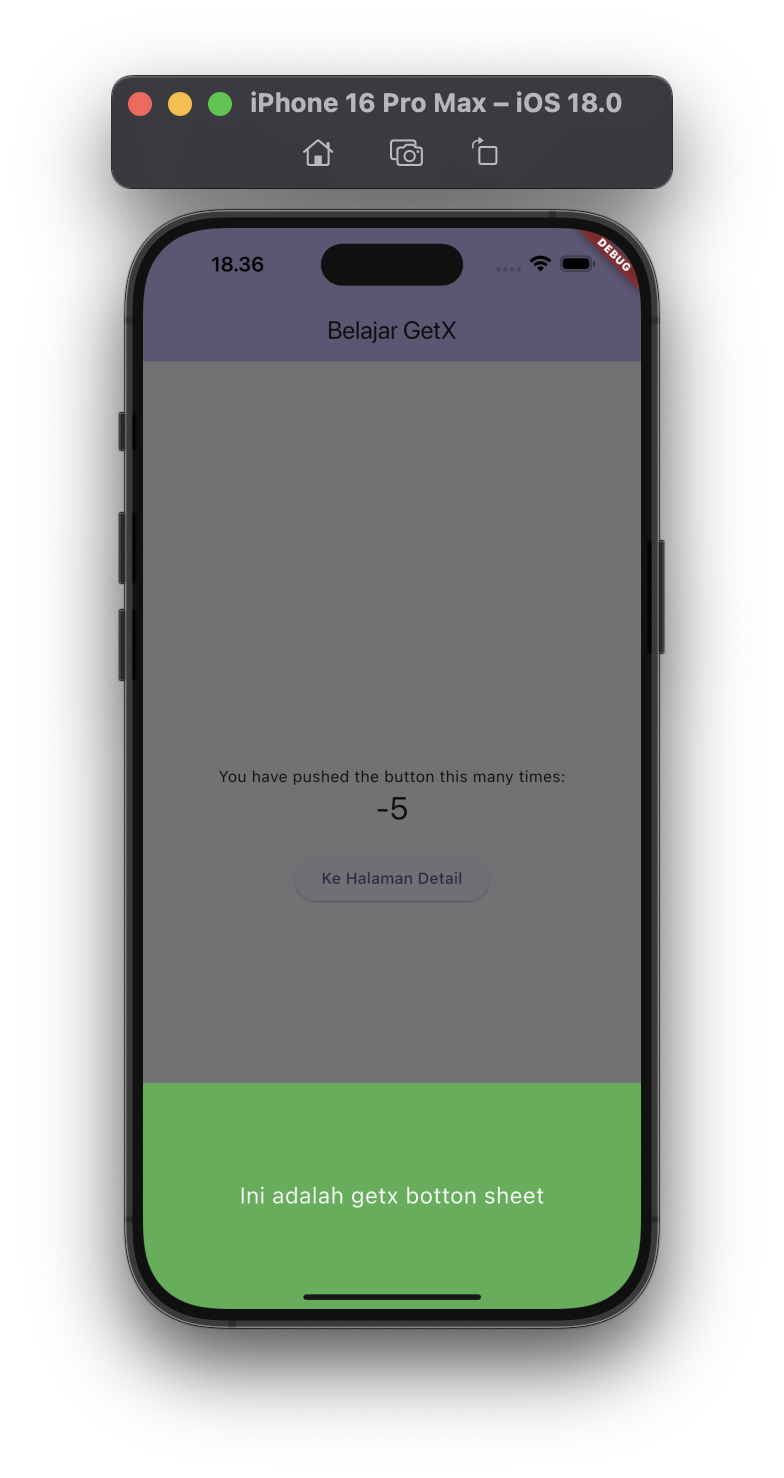 iPhone 16 Pro Max – iOS 18.0
18.36
DEBUG
Belajar GetX
You have pushed the button this many times:
-5
Ke Halaman Detail
Ini adalah getx botton sheet